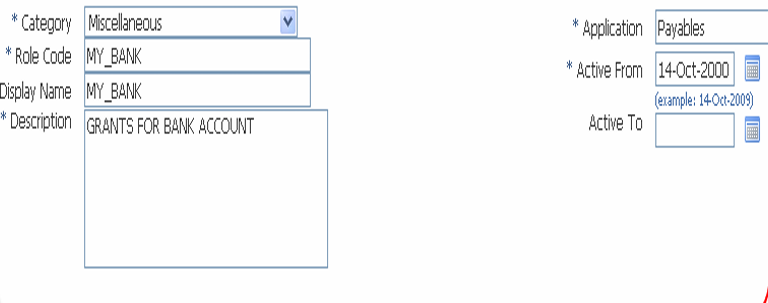 * Category Miscellaneous
* Role Code MY_BANK
Display Name MY_BANK
* Description GRANTS FOR BANK ACCOUNT
* Application Payables
* Active From 14-Oct-2000
(example: 14-Oct-2009)
Active To